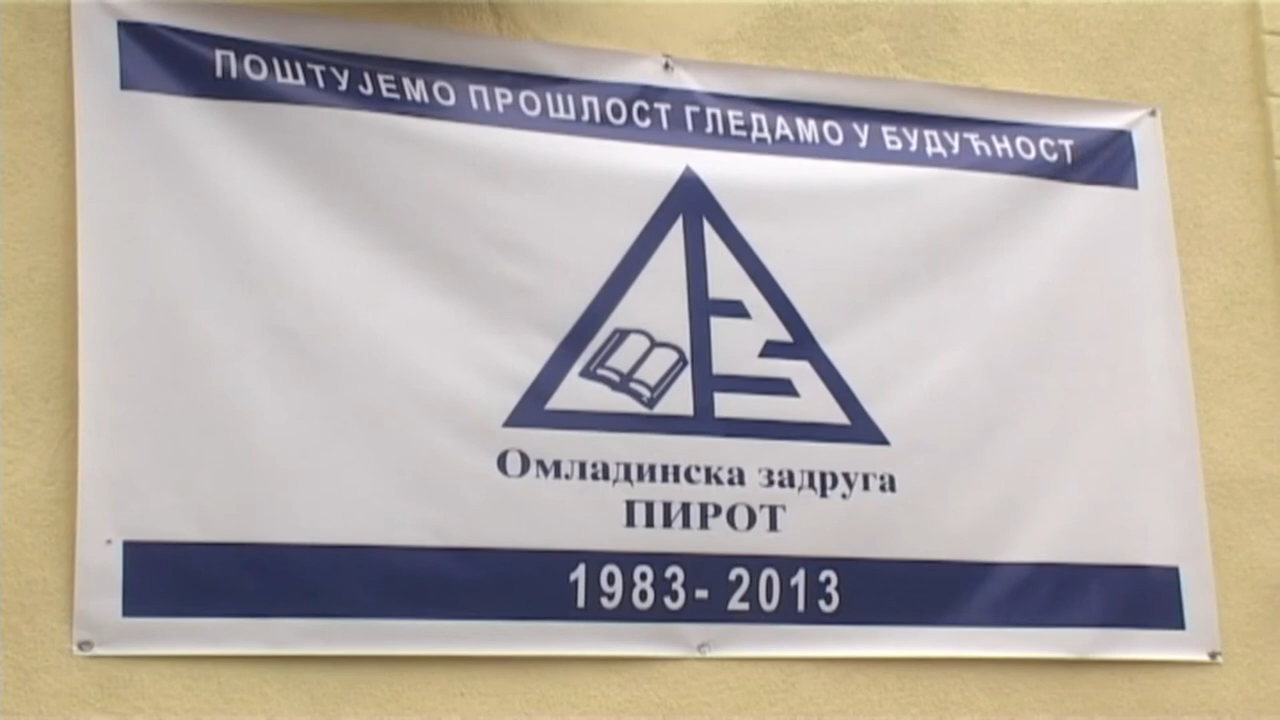 ПОШТУЈЕМО ПРОШЛОСТ ГЛЕДАМО У БУДУЋНОСТ
Омладинска задруга
ПИРОТ
1983- 2013